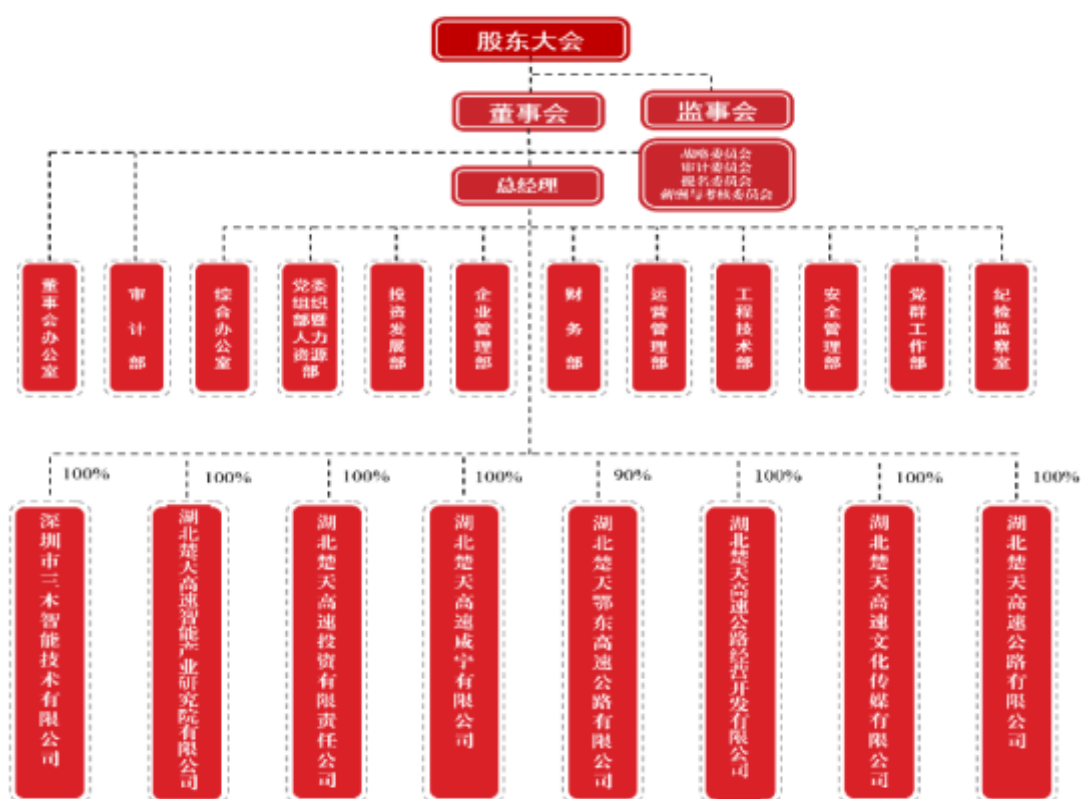 股东大会
董事会
监事会
战略委员会
审计委员会
提名委员会
薪酬与考核委员会
总经理
董事会办公室
审计部
综合办公室
党委组织部暨人力资源部
投资发展部
企业管理部
财务部
运营管理部
工程技术部
安全管理部
党群工作部
纪检监察室
100%
100%
100%
100%
90%
100%
100%
100%
深圳市三木智能技术有限公司
湖北楚天高速智能产业研究院有限公司
湖北楚天高速投资有限责任公司
湖北楚天高速咸宁有限公司
湖北楚天鄂东高速公路有限公司
湖北楚天高速公路经营开发有限公司
湖北楚天高速文化传媒有限公司
湖北楚天高速公路有限公司